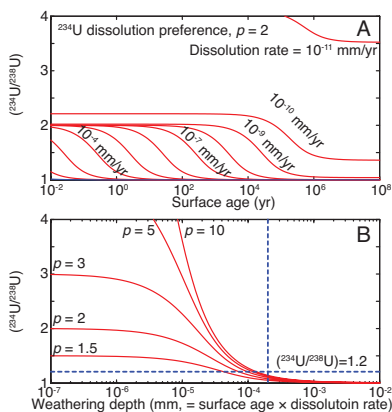 4
A
²³⁴U dissolution preference, p = 2
Dissolution rate = 10⁻¹¹ mm/yr
3
(²³⁴U/²³⁸U)
10⁻¹⁰ mm/yr
2
10⁻⁴ mm/yr
10⁻⁷ mm/yr
10⁻⁹ mm/yr
1
10⁻² 10⁰ 10² 10⁴ 10⁶ 10⁸
Surface age (yr)
4
B
p = 5
p = 10
3
p = 3
(²³⁴U/²³⁸U)
2
p = 2
p = 1.5
(²³⁴U/²³⁸U)=1.2
1
10⁻⁷ 10⁻⁶ 10⁻⁵ 10⁻⁴ 10⁻³ 10⁻²
Weathering depth (mm, = surface age × dissolutoin rate)